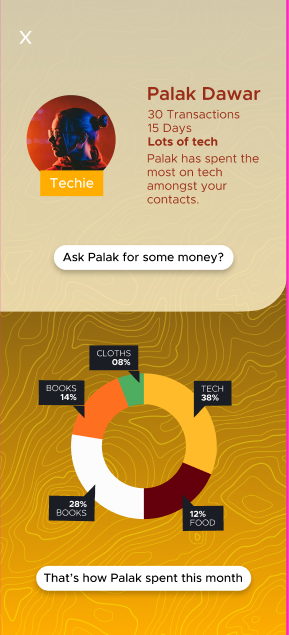 X
Palak Dawar
30 Transactions
15 Days
Lots of tech
Palak has spent the
most on tech
amongst your
contacts.
Techie
Ask Palak for some money?
CLOTHS
08%
BOOKS
14%
TECH
38%
28%
BOOKS
12%
FOOD
That's how Palak spent this month